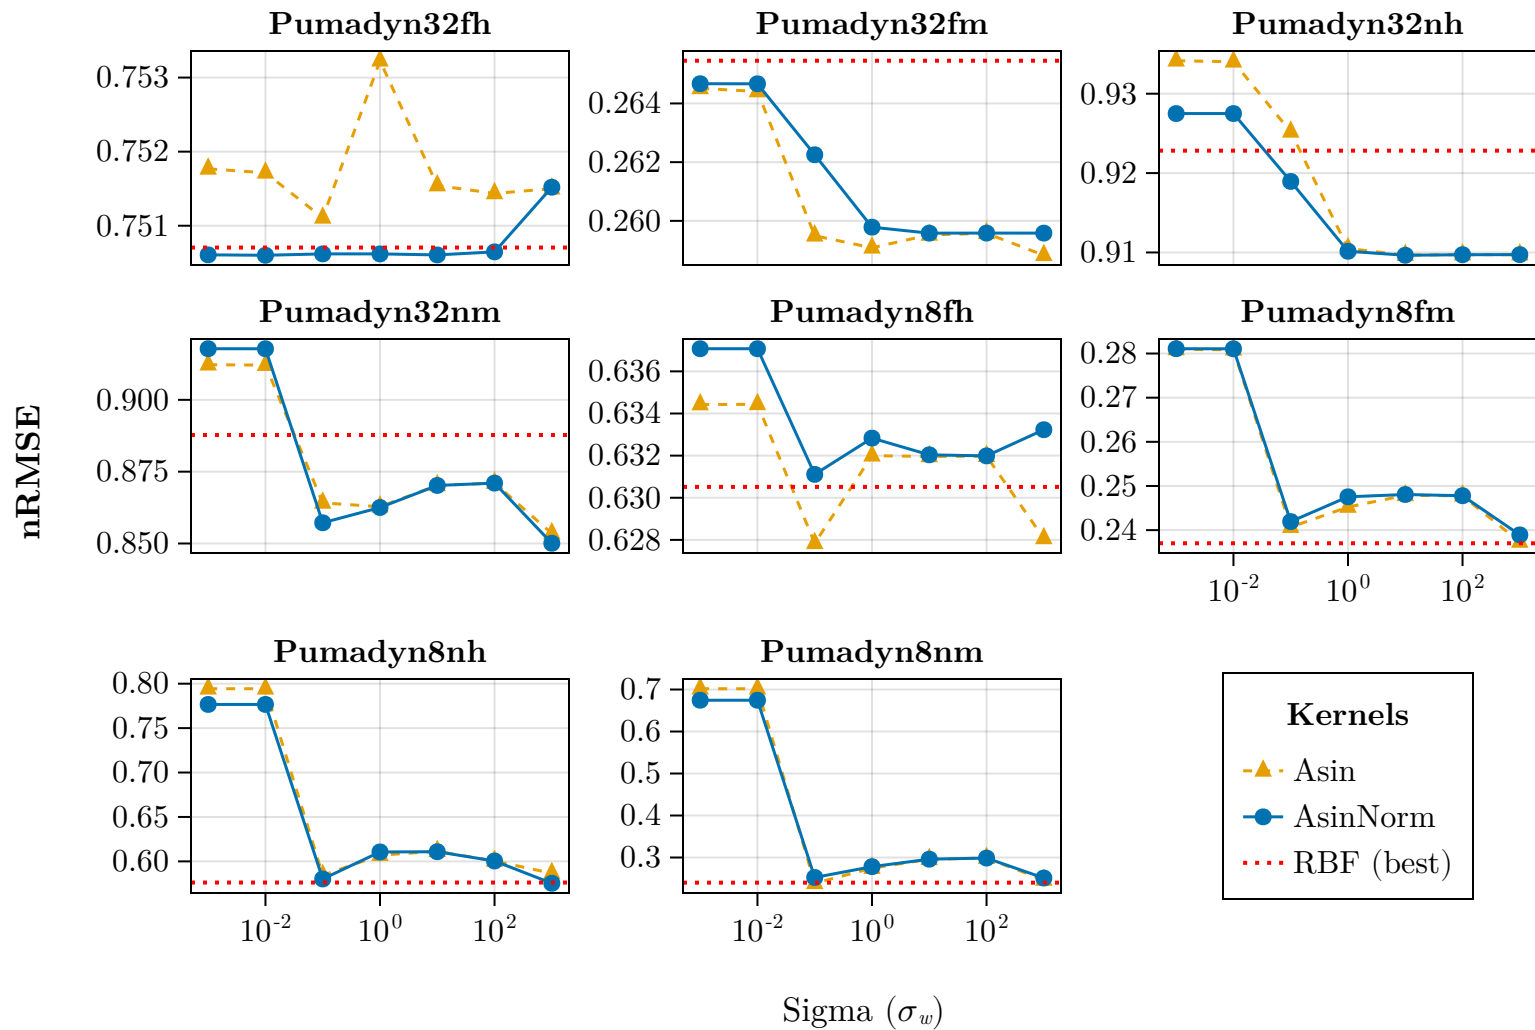 Pumadyn32fh
0.753
0.752
0.751
Pumadyn32fm
0.264
0.262
0.260
Pumadyn32nh
0.93
0.92
0.91
nRMSE
Pumadyn32nm
0.900
0.875
0.850
Pumadyn8fh
0.636
0.634
0.632
0.630
0.628
Pumadyn8fm
0.28
0.27
0.26
0.25
0.24
10⁻² 10⁰ 10²
Pumadyn8nh
0.80
0.75
0.70
0.65
0.60
10⁻² 10⁰ 10²
Pumadyn8nm
0.7
0.6
0.5
0.4
0.3
10⁻² 10⁰ 10²
Kernels
Asin
AsinNorm
RBF (best)
Sigma (σ_w)